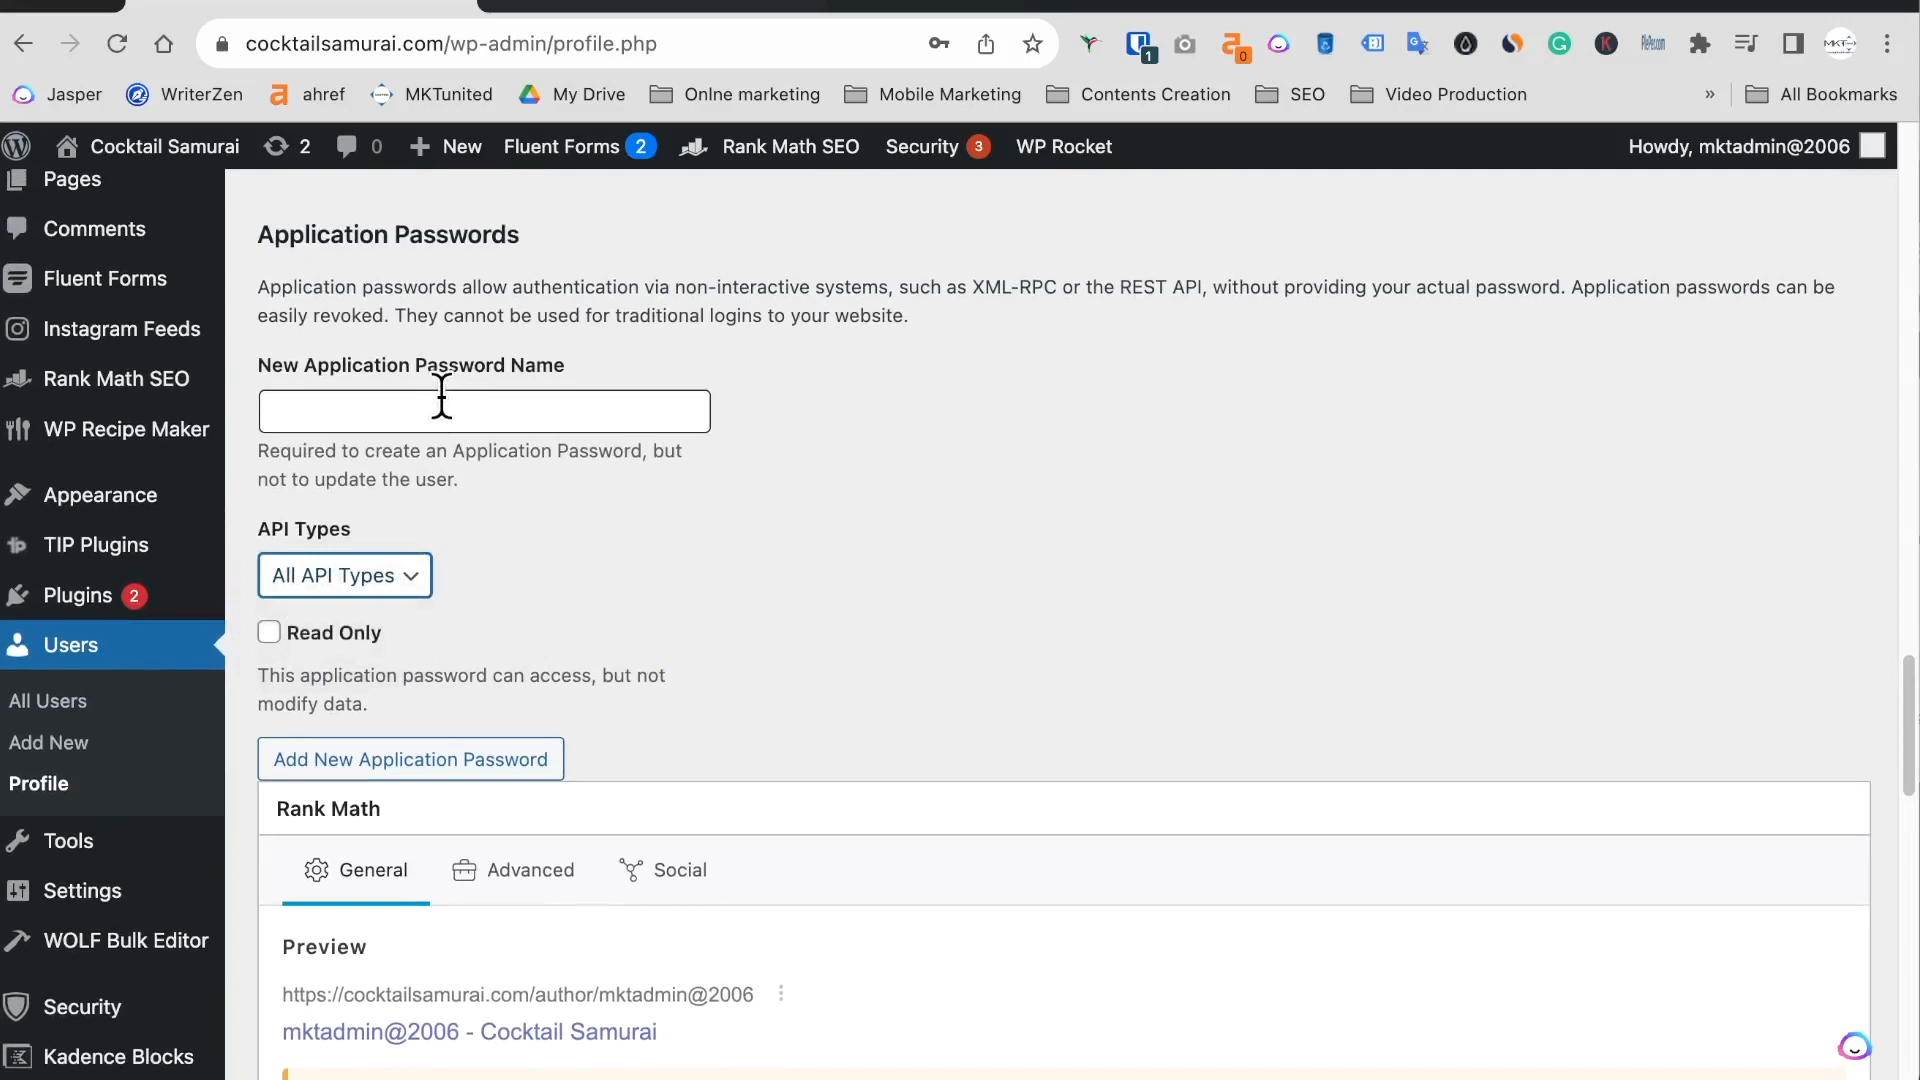 cocktailsamurai.com/wp-admin/profile.php
1
0
MKT
Jasper
WriterZen
ahref
MKTunited
My Drive
Onlne marketing
Mobile Marketing
Contents Creation
SEO
Video Production
»
All Bookmarks
Cocktail Samurai
2
0
New
Fluent Forms 2
Rank Math SEO
Security 3
WP Rocket
Howdy, mktadmin@2006
Pages
Comments
Fluent Forms
Instagram Feeds
Rank Math SEO
WP Recipe Maker
Appearance
TIP Plugins
Plugins 2
Users
All Users
Add New
Profile
Tools
Settings
WOLF Bulk Editor
Security
Kadence Blocks
Application Passwords
Application passwords allow authentication via non-interactive systems, such as XML-RPC or the REST API, without providing your actual password. Application passwords can be
easily revoked. They cannot be used for traditional logins to your website.
New Application Password Name
Required to create an Application Password, but
not to update the user.
API Types
All API Types
Read Only
This application password can access, but not
modify data.
Add New Application Password
Rank Math
General
Advanced
Social
Preview
https://cocktailsamurai.com/author/mktadmin@2006
mktadmin@2006 - Cocktail Samurai